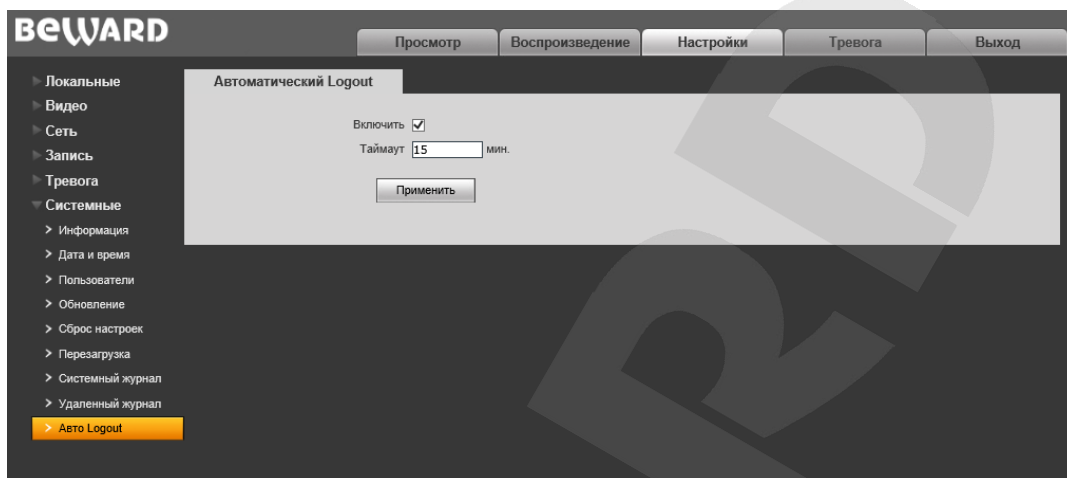 BEWARD
Просмотр Воспроизведение Настройки Тревога Выход
Локальные
Видео
Сеть
Запись
Тревога
Системные
Информация
Дата и время
Пользователи
Обновление
Сброс настроек
Перезагрузка
Системный журнал
Удаленный журнал
Авто Logout
Автоматический Logout
Включить
Таймаут 15 мин.
Применить
RD